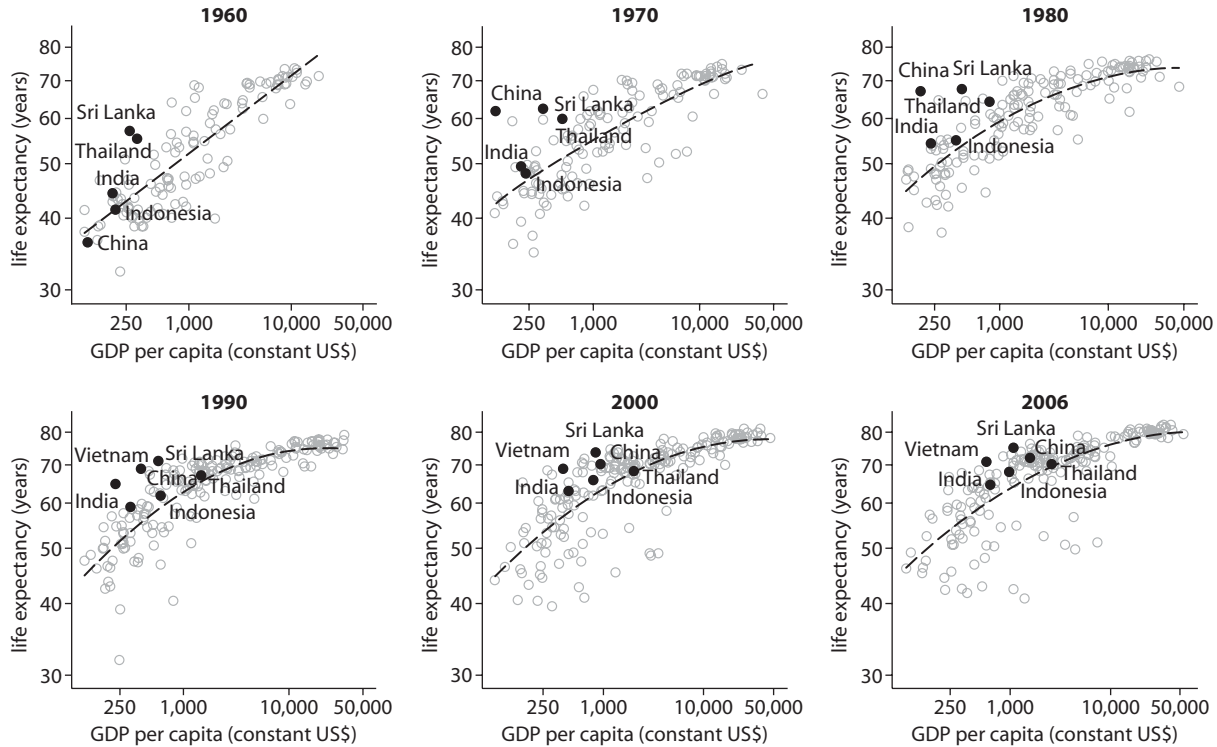 1960
life expectancy (years)
80
70
60
50
40
30
Sri Lanka
Thailand
India
Indonesia
China
250 1,000 10,000 50,000
GDP per capita (constant US$)
1970
life expectancy (years)
80
70
60
50
40
30
China
Sri Lanka
Thailand
India
Indonesia
250 1,000 10,000 50,000
GDP per capita (constant US$)
1980
life expectancy (years)
80
70
60
50
40
30
China Sri Lanka
Thailand
India
Indonesia
250 1,000 10,000 50,000
GDP per capita (constant US$)
1990
life expectancy (years)
80
70
60
50
40
30
Vietnam Sri Lanka
China
Thailand
India
Indonesia
250 1,000 10,000 50,000
GDP per capita (constant US$)
2000
life expectancy (years)
80
70
60
50
40
30
Sri Lanka
Vietnam China
Thailand
India
Indonesia
250 1,000 10,000 50,000
GDP per capita (constant US$)
2006
life expectancy (years)
80
70
60
50
40
30
Sri Lanka
Vietnam China
Thailand
India
Indonesia
250 1,000 10,000 50,000
GDP per capita (constant US$)